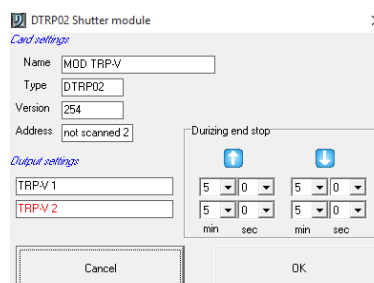 DTRP02 Shutter module
Card settings
Name MOD TRP-V
Type DTRP02
Version 254
Address not scanned 2
Durizing end stop
Output settings
TRP-V 1 5 0 5 0
TRP-V 2 5 0 5 0
min sec min sec
Cancel OK